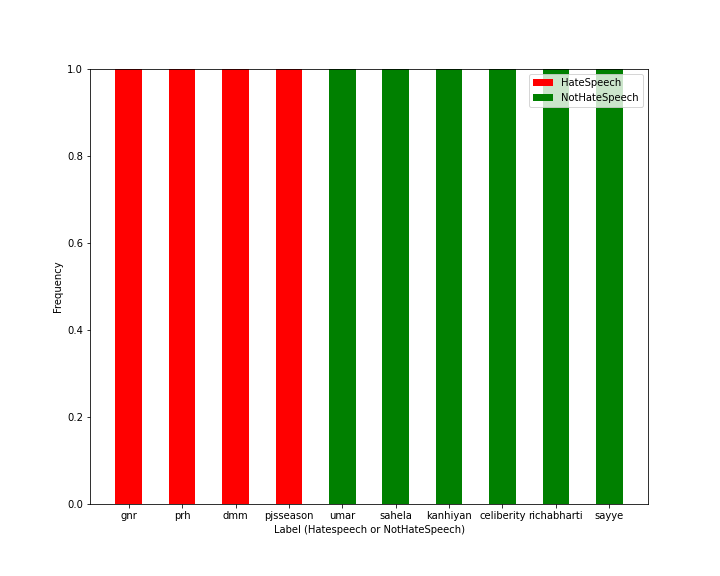 HateSpeech
NotHateSpeech
1.0
0.8
0.6
0.4
0.2
0.0
Frequency
gnr prh dmm pjsseason umar sahela kanhiyan celiberity richabharti sayye
Label (Hatespeech or NotHateSpeech)